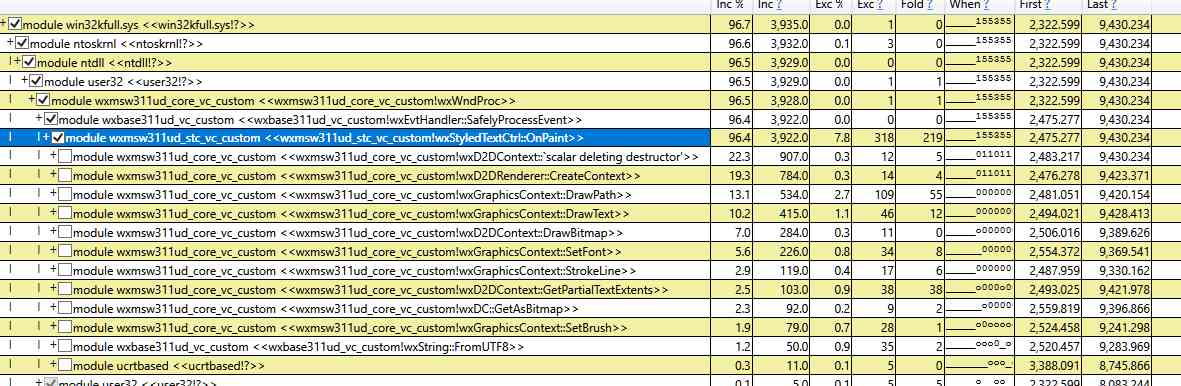 Inc % Inc ? Exc % Exc ? Fold ? When ? First ? Last ?
+ module win32kfull.sys <<win32kfull.sys!?>> 96.7 3,935.0 0.0 1 0 _____155355 2,322.599 9,430.234
+ module ntoskrnl <<ntoskrnl!?>> 96.6 3,932.0 0.1 3 0 _____155355 2,322.599 9,430.234
| + module ntdll <<ntdll!?>> 96.5 3,929.0 0.0 0 0 _____155355 2,322.599 9,430.234
| + module user32 <<user32!?>> 96.5 3,929.0 0.0 1 1 _____155355 2,322.599 9,430.234
| + module wxmsw311ud_core_vc_custom <<wxmsw311ud_core_vc_custom!wxWndProc>> 96.5 3,928.0 0.0 1 1 _____155355 2,322.599 9,430.234
| + module wxbase311ud_vc_custom <<wxbase311ud_vc_custom!wxEvtHandler::SafelyProcessEvent>> 96.4 3,922.0 0.0 0 0 _____155355 2,475.277 9,430.234
| + module wxmsw311ud_stc_vc_custom <<wxmsw311ud_stc_vc_custom!wxStyledTextCtrl::OnPaint>> 96.4 3,922.0 7.8 318 219 _____155355 2,475.277 9,430.234
| | + module wxmsw311ud_core_vc_custom <<wxmsw311ud_core_vc_custom!wxD2DContext::`scalar deleting destructor'>> 22.3 907.0 0.3 12 5 _____011011 2,483.217 9,430.234
| | + module wxmsw311ud_core_vc_custom <<wxmsw311ud_core_vc_custom!wxD2DRenderer::CreateContext>> 19.3 784.0 0.3 14 4 _____011011 2,476.278 9,423.371
| | + module wxmsw311ud_core_vc_custom <<wxmsw311ud_core_vc_custom!wxGraphicsContext::DrawPath>> 13.1 534.0 2.7 109 55 _____000000 2,481.051 9,420.154
| | + module wxmsw311ud_core_vc_custom <<wxmsw311ud_core_vc_custom!wxGraphicsContext::DrawText>> 10.2 415.0 1.1 46 12 _____000000 2,494.021 9,428.413
| | + module wxmsw311ud_core_vc_custom <<wxmsw311ud_core_vc_custom!wxD2DContext::DrawBitmap>> 7.0 284.0 0.3 11 0 _____o00000 2,506.016 9,389.626
| | + module wxmsw311ud_core_vc_custom <<wxmsw311ud_core_vc_custom!wxGraphicsContext::SetFont>> 5.6 226.0 0.8 34 8 ______00000 2,554.372 9,369.541
| | + module wxmsw311ud_core_vc_custom <<wxmsw311ud_core_vc_custom!wxGraphicsContext::StrokeLine>> 2.9 119.0 0.4 17 6 _____000000 2,487.959 9,330.162
| | + module wxmsw311ud_core_vc_custom <<wxmsw311ud_core_vc_custom!wxD2DContext::GetPartialTextExtents>> 2.5 103.0 0.9 38 38 _____o000o0 2,493.025 9,421.978
| | + module wxmsw311ud_core_vc_custom <<wxmsw311ud_core_vc_custom!wxDC::GetAsBitmap>> 2.3 92.0 0.2 9 2 ______o0000 2,559.819 9,396.866
| | + module wxmsw311ud_core_vc_custom <<wxmsw311ud_core_vc_custom!wxGraphicsContext::SetBrush>> 1.9 79.0 0.7 28 1 _____o0oooo 2,524.458 9,241.298
| | + module wxbase311ud_vc_custom <<wxbase311ud_vc_custom!wxString::FromUTF8>> 1.2 50.0 0.9 35 2 _____ooo0_o 2,520.457 9,283.969
| | + module ucrtbased <<ucrtbased!?>> 0.3 11.0 0.1 5 0 _______ooo_ 3,388.091 8,745.866
| + module user32 <<user32!?>> 0.1 5.0 0.1 5 5 2,322.599 8,083.244